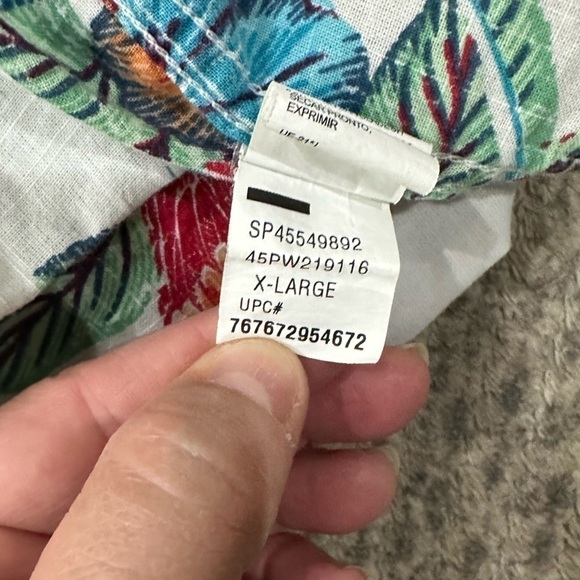 SECAR PRONTO,
EXPRIMIR
SP45549892
45PW219116
X-LARGE
UPC#
767672954672